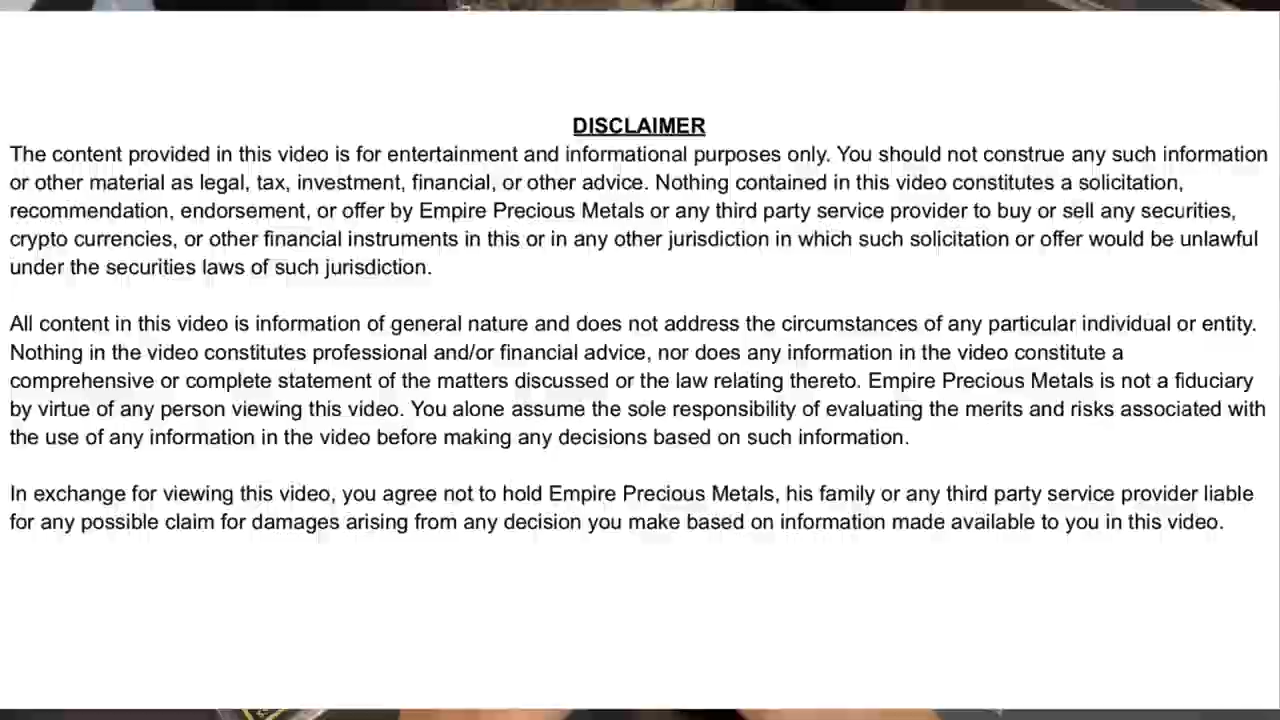 DISCLAIMER
The content provided in this video is for entertainment and informational purposes only. You should not construe any such information
or other material as legal, tax, investment, financial, or other advice. Nothing contained in this video constitutes a solicitation,
recommendation, endorsement, or offer by Empire Precious Metals or any third party service provider to buy or sell any securities,
crypto currencies, or other financial instruments in this or in any other jurisdiction in which such solicitation or offer would be unlawful
under the securities laws of such jurisdiction.
All content in this video is information of general nature and does not address the circumstances of any particular individual or entity.
Nothing in the video constitutes professional and/or financial advice, nor does any information in the video constitute a
comprehensive or complete statement of the matters discussed or the law relating thereto. Empire Precious Metals is not a fiduciary
by virtue of any person viewing this video. You alone assume the sole responsibility of evaluating the merits and risks associated with
the use of any information in the video before making any decisions based on such information.
In exchange for viewing this video, you agree not to hold Empire Precious Metals, his family or any third party service provider liable
for any possible claim for damages arising from any decision you make based on information made available to you in this video.